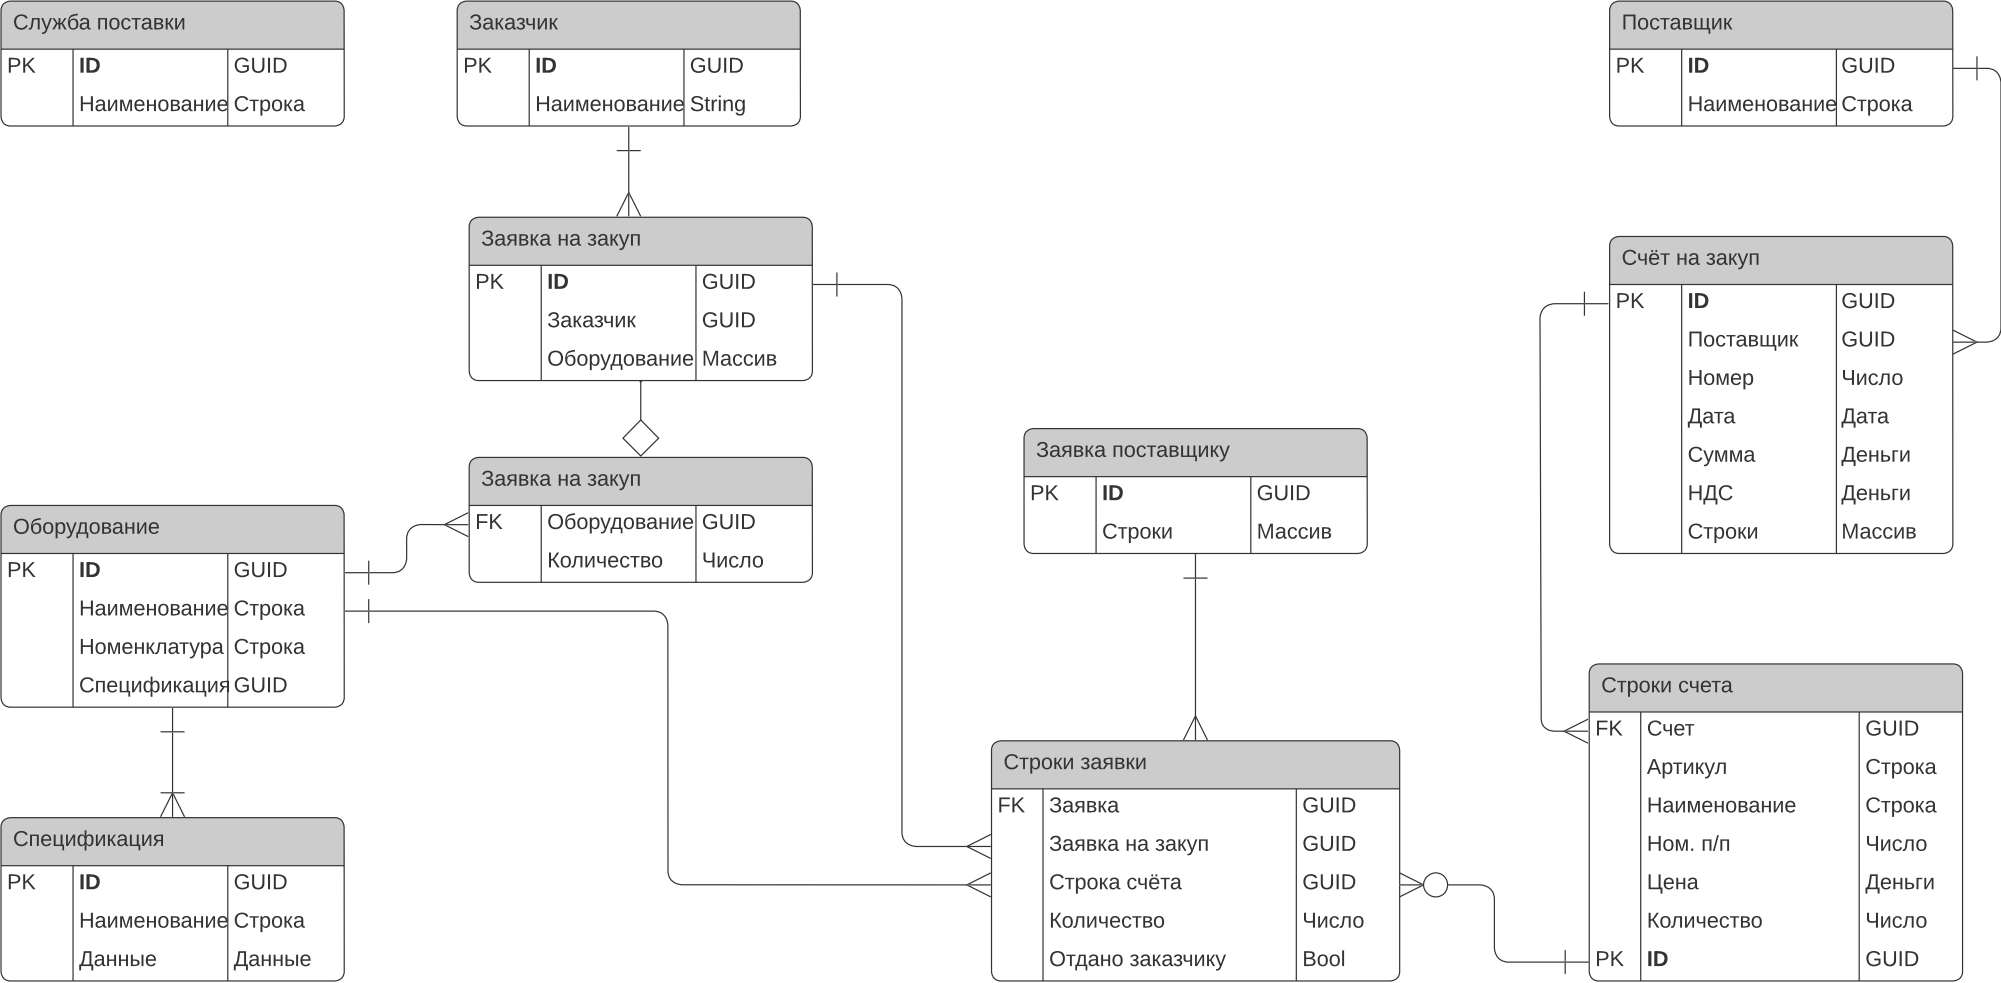 Служба поставки
PK ID GUID
Наименование Строка
Заказчик
PK ID GUID
Наименование String
Поставщик
PK ID GUID
Наименование Строка
Заявка на закуп
PK ID GUID
Заказчик GUID
Оборудование Массив
Счёт на закуп
PK ID GUID
Поставщик GUID
Номер Число
Дата Дата
Сумма Деньги
НДС Деньги
Строки Массив
Заявка поставщику
PK ID GUID
Строки Массив
Заявка на закуп
FK Оборудование GUID
Количество Число
Оборудование
PK ID GUID
Наименование Строка
Номенклатура Строка
Спецификация GUID
Строки счета
FK Счет GUID
Артикул Строка
Наименование Строка
Ном. п/п Число
Цена Деньги
Количество Число
PK ID GUID
Строки заявки
FK Заявка GUID
Заявка на закуп GUID
Строка счёта GUID
Количество Число
Отдано заказчику Bool
Спецификация
PK ID GUID
Наименование Строка
Данные Данные